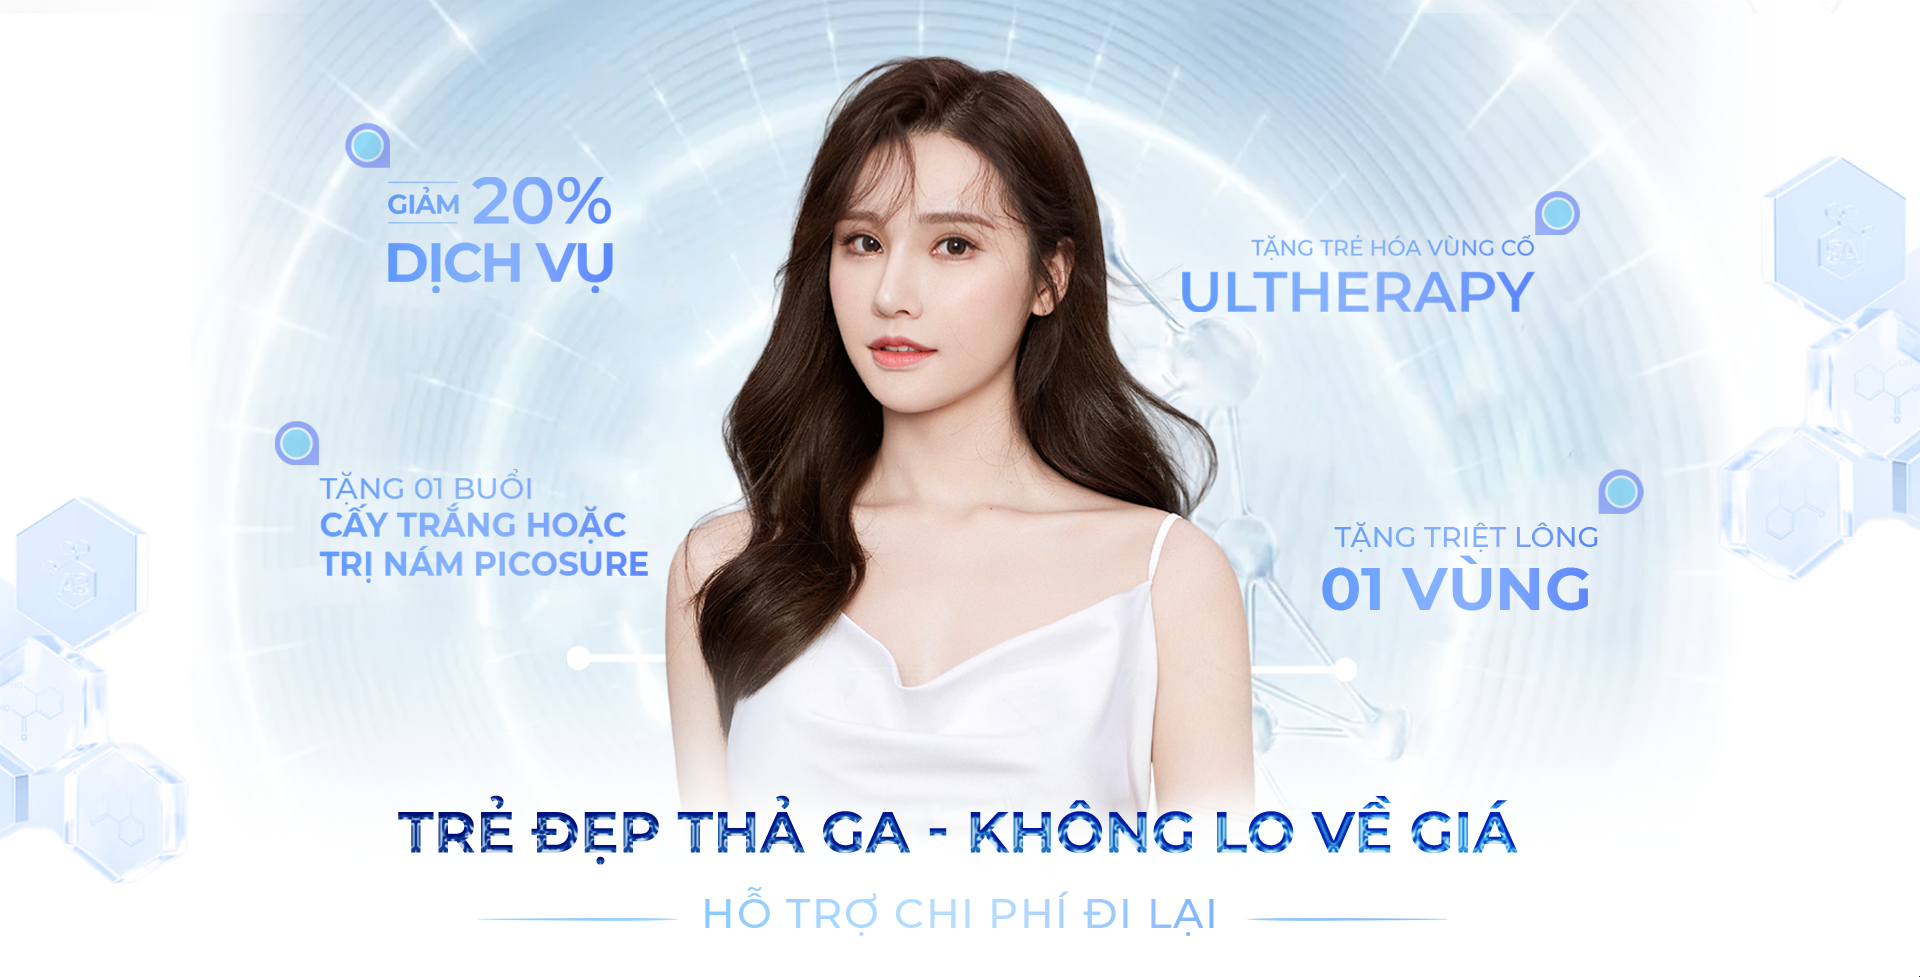 GIẢM 20%
DỊCH VỤ
TẶNG TRẺ HÓA VÙNG CỔ
ULTHERAPY
TẶNG 01 BUỔI
CẤY TRẮNG HOẶC
TRỊ NÁM PICOSURE
TẶNG TRIỆT LÔNG
01 VÙNG
TRẺ ĐẸP THẢ GA - KHÔNG LO VỀ GIÁ
HỖ TRỢ CHI PHÍ ĐI LẠI